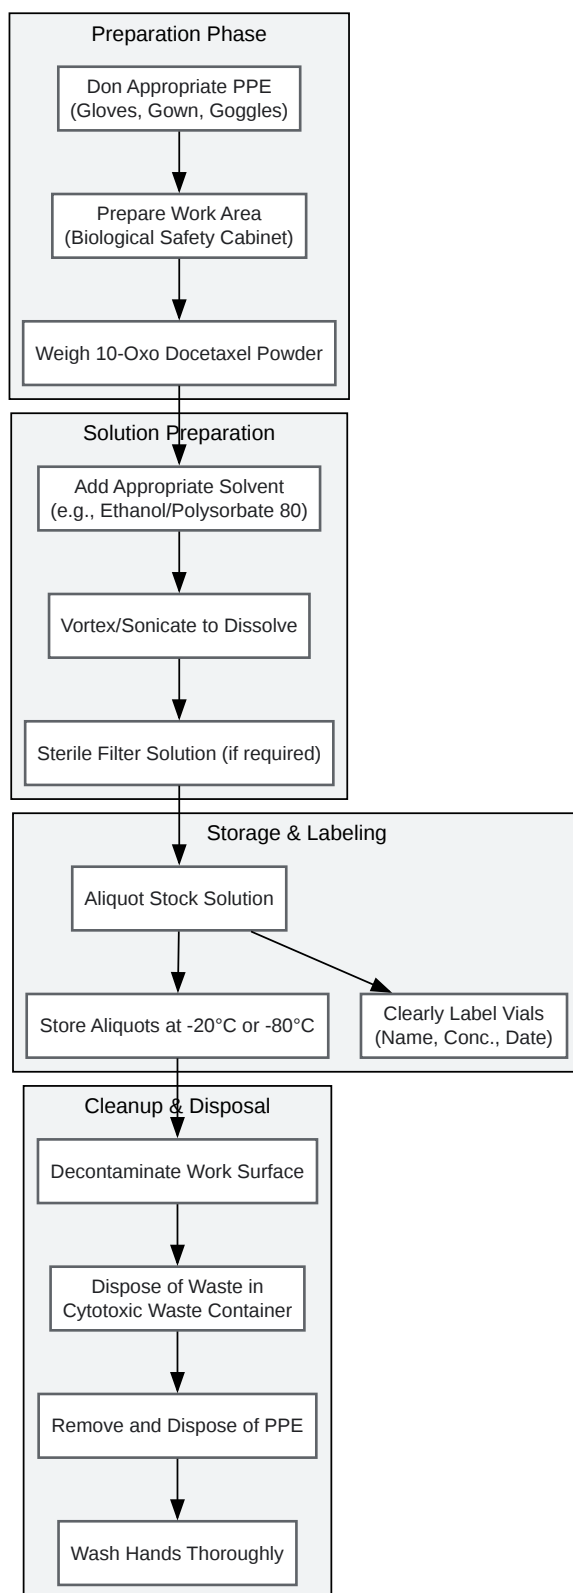 Preparation Phase
Don Appropriate PPE
(Gloves, Gown, Goggles)
Prepare Work Area
(Biological Safety Cabinet)
Weigh 10-Oxo Docetaxel Powder
Solution Preparation
Add Appropriate Solvent
(e.g., Ethanol/Polysorbate 80)
Vortex/Sonicate to Dissolve
Sterile Filter Solution (if required)
Storage & Labeling
Aliquot Stock Solution
Store Aliquots at -20°C or -80°C
Clearly Label Vials
(Name, Conc., Date)
Cleanup & Disposal
Decontaminate Work Surface
Dispose of Waste in
Cytotoxic Waste Container
Remove and Dispose of PPE
Wash Hands Thoroughly